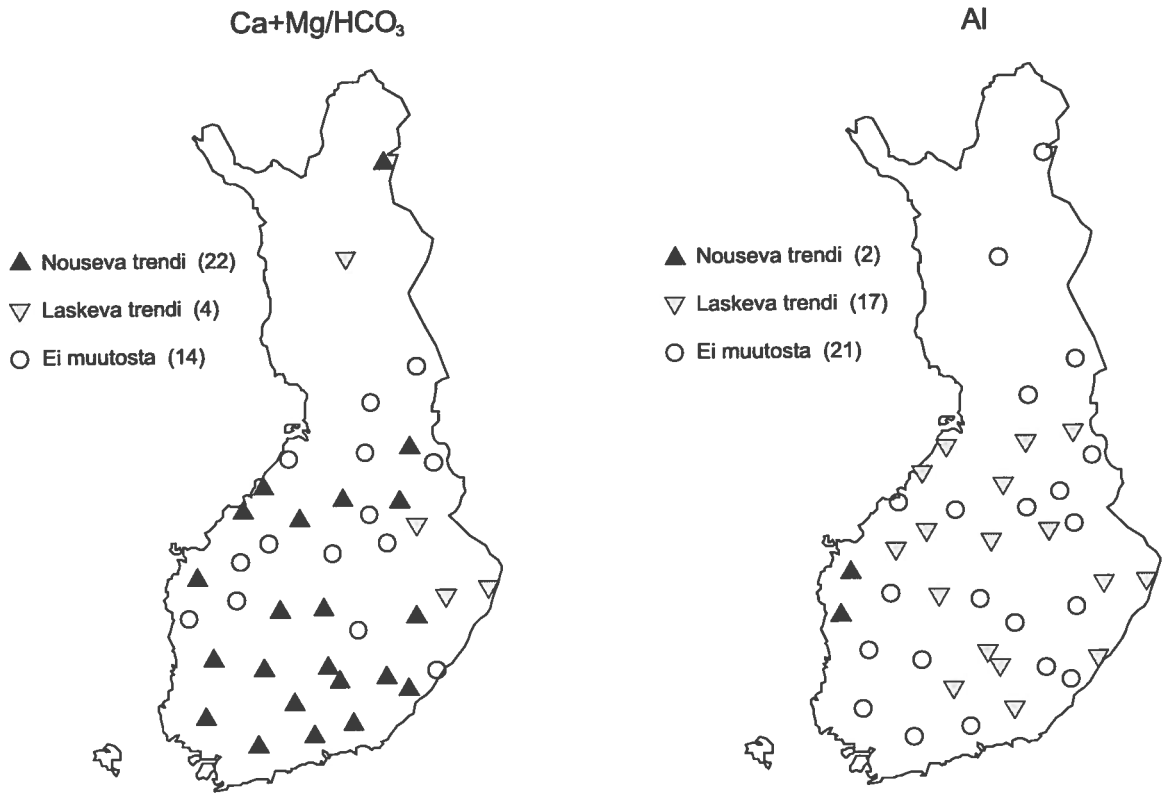 Ca+Mg/HCO₃
Nouseva trendi (22)
Laskeva trendi (4)
Ei muutosta (14)
Al
Nouseva trendi (2)
Laskeva trendi (17)
Ei muutosta (21)